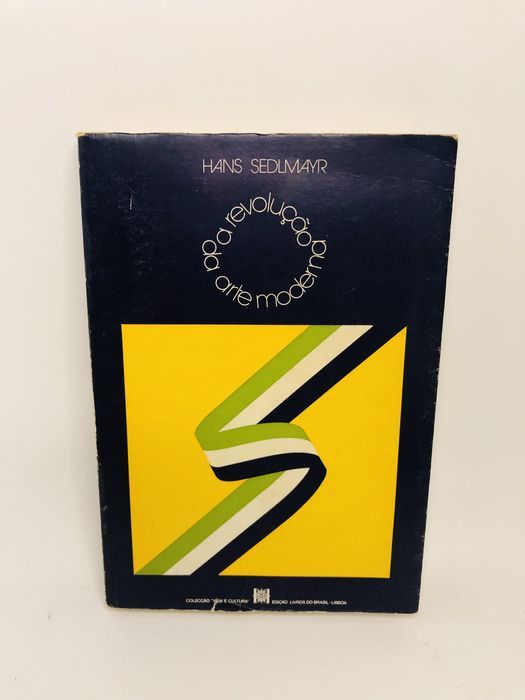 HANS SEDLMAYR
a revolução da arte moderna
COLECÇÃO "VIDA E CULTURA" EDIÇÃO LIVROS DO BRASIL - LISBOA